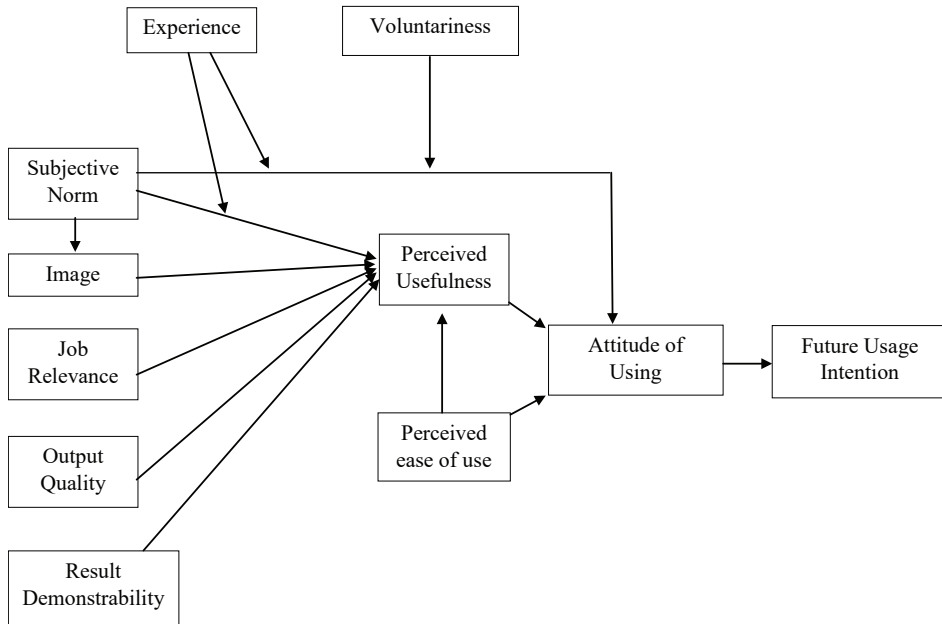 Experience
Voluntariness
Subjective
Norm
Image
Perceived
Usefulness
Job
Relevance
Attitude of
Using
Future Usage
Intention
Perceived
ease of use
Output
Quality
Result
Demonstrability